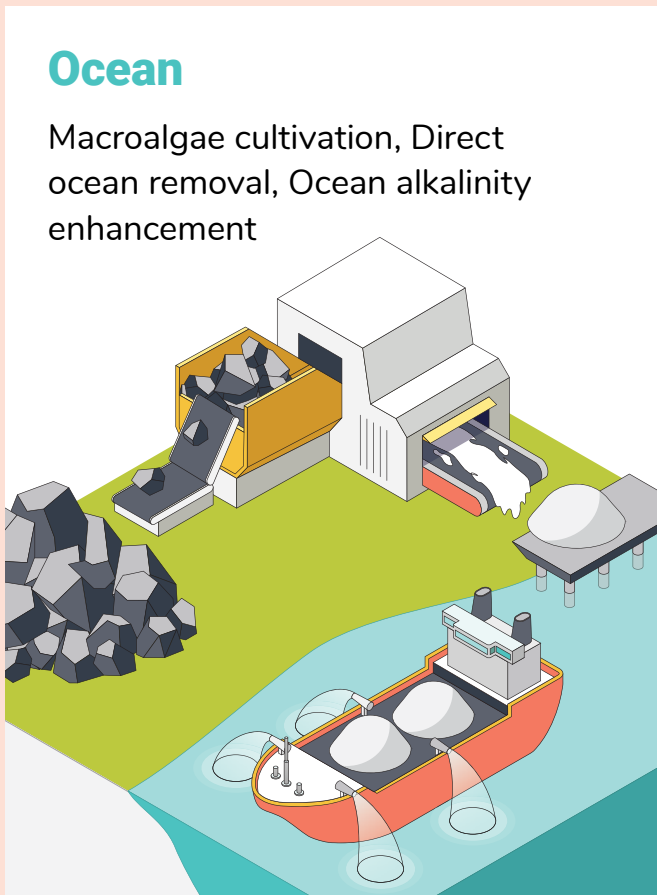 Ocean
Macroalgae cultivation, Direct
ocean removal, Ocean alkalinity
enhancement